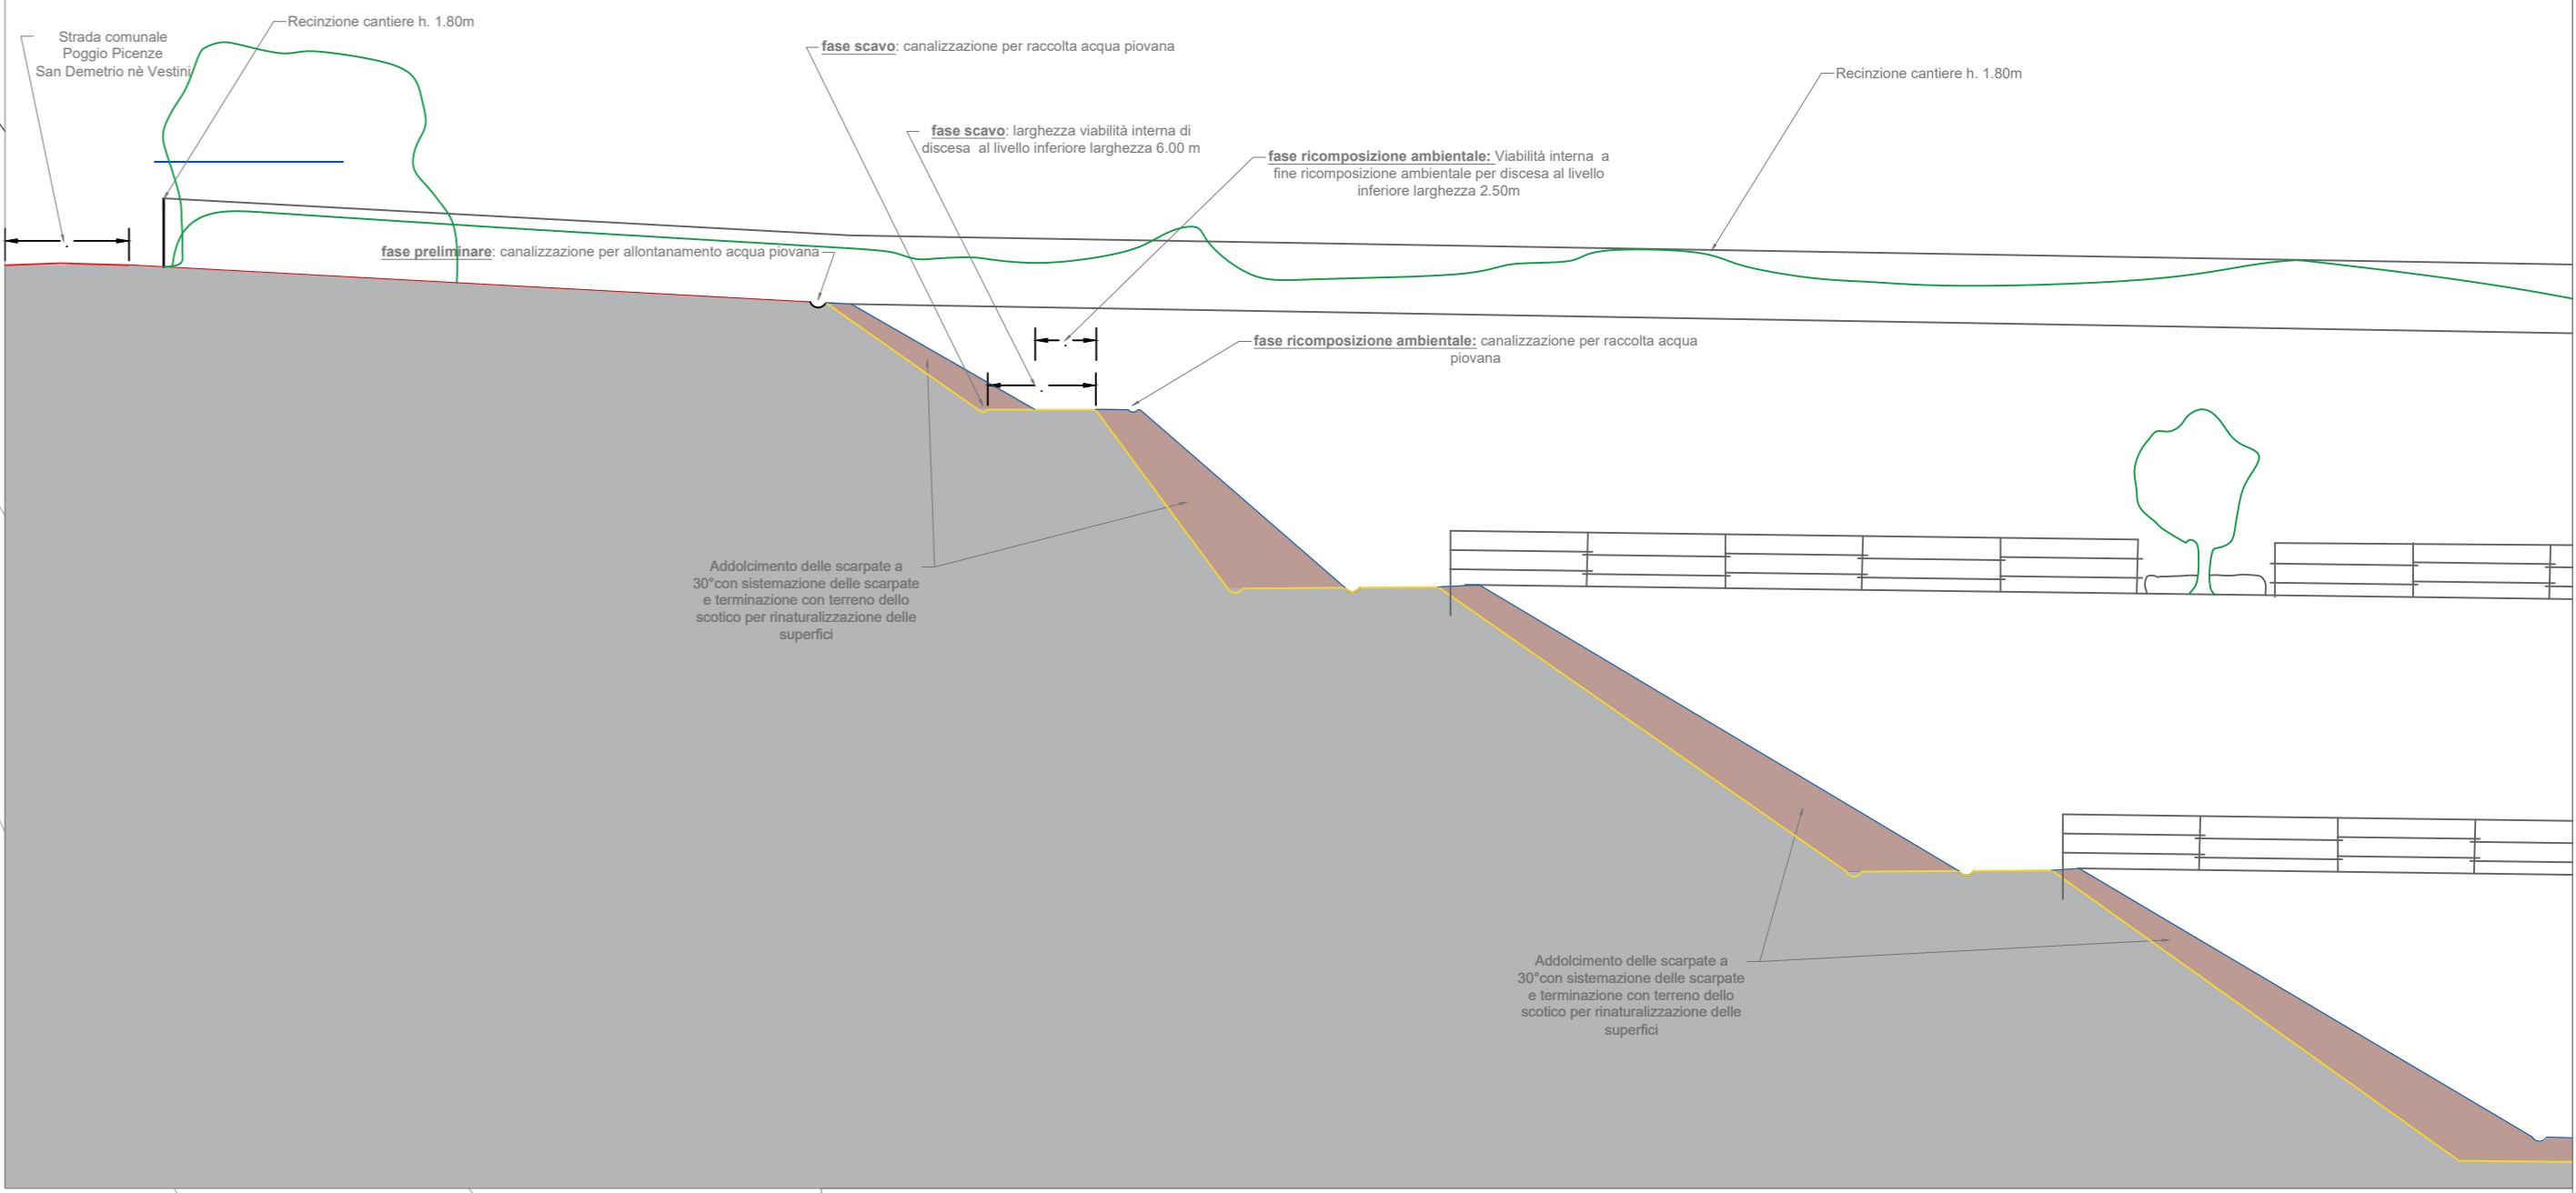 Recinzione cantiere h. 1.80m
Strada comunale
Poggio Picenze
San Demetrio nè Vestini
fase scavo: canalizzazione per raccolta acqua piovana
Recinzione cantiere h. 1.80m
fase scavo: larghezza viabilità interna di
discesa al livello inferiore larghezza 6.00 m
fase ricomposizione ambientale: Viabilità interna a
fine ricomposizione ambientale per discesa al livello
inferiore larghezza 2.50m
fase preliminare: canalizzazione per allontanamento acqua piovana
fase ricomposizione ambientale: canalizzazione per raccolta acqua
piovana
Addolcimento delle scarpate a
30°con sistemazione delle scarpate
e terminazione con terreno dello
scotico per rinaturalizzazione delle
superfici
Addolcimento delle scarpate a
30°con sistemazione delle scarpate
e terminazione con terreno dello
scotico per rinaturalizzazione delle
superfici